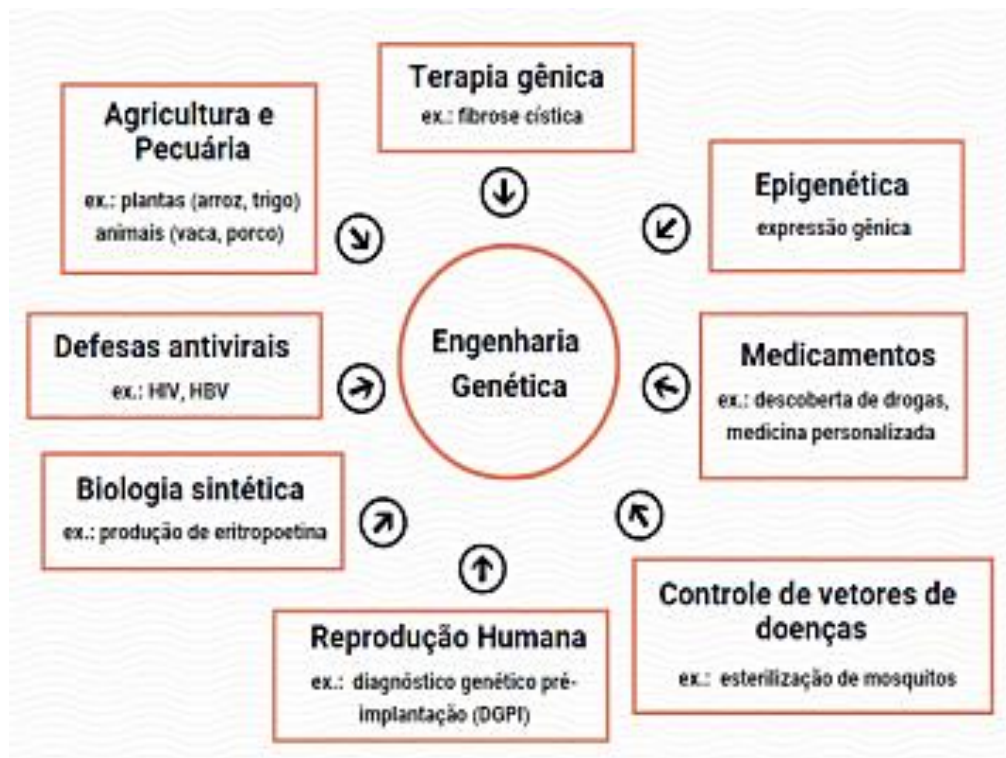 Terapia gênica
ex.: fibrose cística
Agricultura e
Pecuária
ex.: plantas (arroz, trigo)
animais (vaca, porco)
Epigenética
expressão gênica
Engenharia
Genética
Defesas antivirais
ex.: HIV, HBV
Medicamentos
ex.: descoberta de drogas,
medicina personalizada
Biologia sintética
ex.: produção de eritropoetina
Reprodução Humana
ex.: diagnóstico genético pré-
implantação (DGPI)
Controle de vetores de
doenças
ex.: esterilização de mosquitos